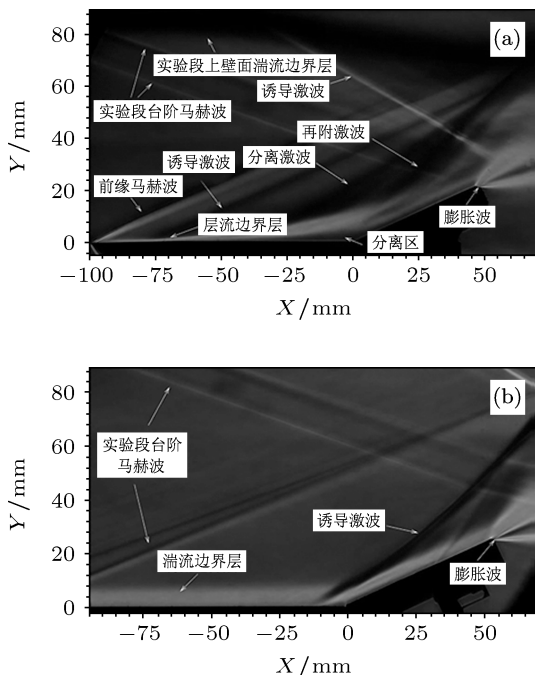 80
60
40
20
0
Y/mm
(a)
实验段上壁面湍流边界层
诱导激波
实验段台阶马赫波
再附激波
诱导激波
分离激波
前缘马赫波
层流边界层
膨胀波
分离区
−100
−75
−50
−25
0
25
50
X/mm
80
60
40
20
0
Y/mm
(b)
实验段台阶
马赫波
诱导激波
湍流边界层
膨胀波
−75
−50
−25
0
25
50
X/mm